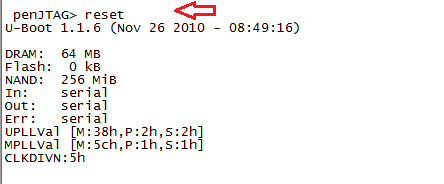 penJTAG> reset
U-Boot 1.1.6 (Nov 26 2010 - 08:49:16)
DRAM: 64 MB
Flash: 0 kB
NAND: 256 MiB
In: serial
Out: serial
Err: serial
UPLLVal [M:38h,P:2h,S:2h]
MPLLVal [M:5ch,P:1h,S:1h]
CLKDIVN:5h